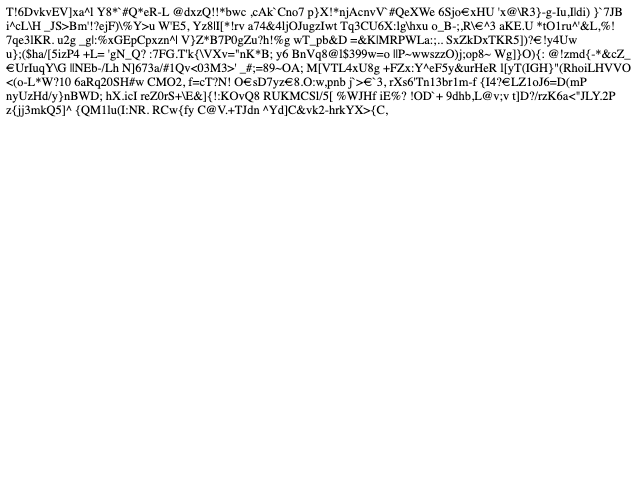 T!6DvkvEV]xa^l Y8*`#Q*eR-L @dxzQ!!*bwc ,cAk`Cno7 p}X!*njAcnvV`#QeXWe 6Sjo€xHU 'x@\R3}-g-Iu,I|di) }`7JB
i^cL\H _JS>Bm'!?ejF)\%Y>u W'E5, Yz8lI[*!rv a74&4IjOJugzIwt Tq3CU6X:lg\hxu o_B-;,R\€^3 aKE.U *tO1ru^'&L,%!
7qe3lKR. u2g _g|:%xGEpCpxzn^l V}Z*B7P0gZu?h!%g wT_pb&D =&KlMRPWLa:;.. SxZkDxTKR5])?€!y4Uw
u};($ha/[5izP4 +L= 'gN_Q? :7FG.T'k{\VXv="nK*B; y6 BnVq8@l$399w=o ||P~wwszzO)j;op8~ Wg]}O){: @!zmd{-*&cZ_
€UrIuqY\G ||NEb-/Lh N]673a/#1Qv<03M3>' _#;=89~OA; M[VTL4xU8g +FZx:Y^eF5y&urHeR l[yT(IGH}"(RhoiLHVVO
<(o-L*W?10 6aRq20SH#w CMO2, f=cT?N! O€sD7yz€8.O:w,pnb j`>€`3, rXs6'Tn13br1m-f {I4?€LZ1oJ6=D(mP
nyUzHd/y}nBWD; hX.icI reZ0rS+\E&]{!:KOvQ8 RUKMCSl/5[ %WJHf iE%? !OD`+ 9dhb,L@v;v t]D?/rzK6a<"JLY.2P
z{jj3mkQ5]^ {QM1lu(I:NR. RCw{fy C@V.+TJdn ^Yd]C&vk2-hrkYX>{C,